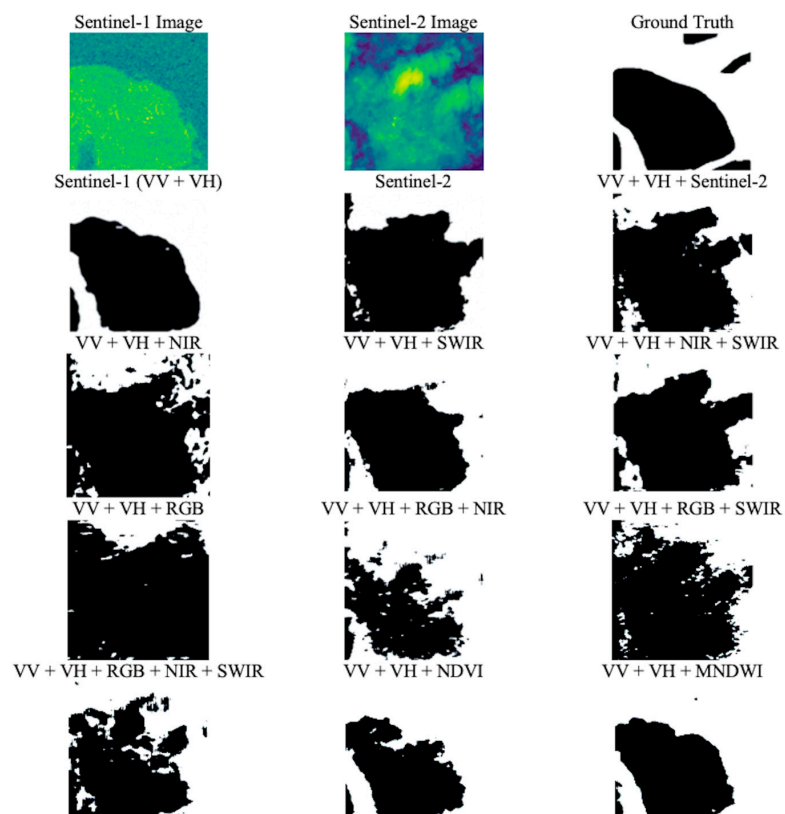 Sentinel-1 Image
Sentinel-2 Image
Ground Truth
Sentinel-1 (VV + VH)
Sentinel-2
VV + VH + Sentinel-2
VV + VH + NIR
VV + VH + SWIR
VV + VH + NIR + SWIR
VV + VH + RGB
VV + VH + RGB + NIR
VV + VH + RGB + SWIR
VV + VH + RGB + NIR + SWIR
VV + VH + NDVI
VV + VH + MNDWI